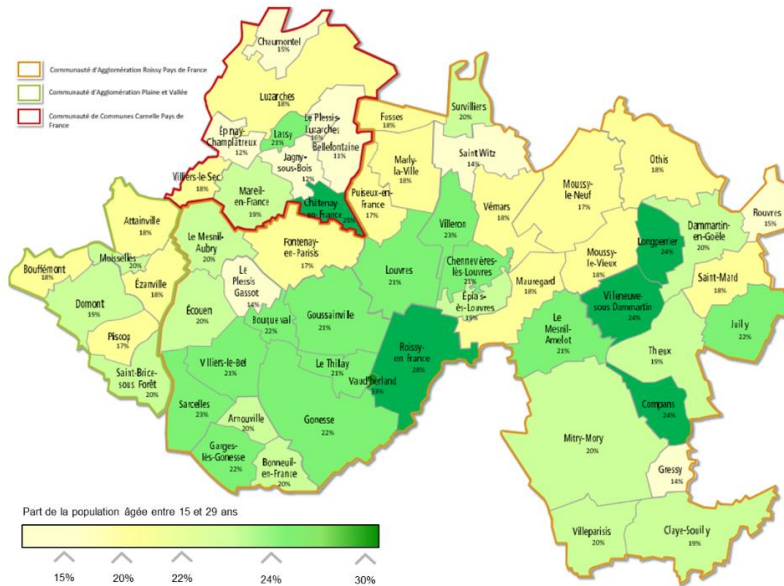 Communauté d'Agglomération Roissy Pays de France
Communauté d'Agglomération Plaine et Vallée
Communauté de Communes Carnelle Pays de
France
Chaumontel
15%
Luzarches
18%
Le Plessis-
Luzarches
16%
Lassy
21%
Épinay-
Champlâtreux
12%
Bellefontaine
11%
Jagny-
sous-Bois
12%
Villiers-le-Sec
18%
Mareil-en-France
19%
Châtenay-
en-France
Fosses
18%
Survilliers
20%
Saint Witz
14%
Marly-
la-Ville
18%
Puiseux-en-
France
17%
Villeron
23%
Vémars
18%
Moussy-
le-Neuf
17%
Othis
18%
Rouvres
15%
Dammartin-
en-Goële
20%
Longperrier
24%
Moussy-
le-Vieux
18%
Saint-Mard
18%
Juilly
22%
Villeneuve-
sous-Dammartin
24%
Mauregard
18%
Le
Mesnil-
Amelot
21%
Thieux
19%
Compans
24%
Mitry-Mory
20%
Gressy
14%
Villeparisis
20%
Claye-Souilly
19%
Attainville
18%
Moisselles
20%
Bouffémont
18%
Ézanville
18%
Domont
19%
Piscop
17%
Saint-Brice-
sous Forêt
20%
Le Mesnil-
Aubry
20%
Fontenay-
en-Parisis
17%
Le
Plessis
Gassot
14%
Écouen
20%
Bouqueval
22%
Goussainville
21%
Louvres
21%
Chennevières-
lès-Louvres
21%
Épiais-
lès-Louvres
19%
Roissy-
en-France
28%
Vaudherland
Le Thillay
21%
Villiers-le-Bel
21%
Sarcelles
23%
Arnouville
20%
Gonesse
22%
Garges-
lès-Gonesse
22%
Bonneuil-
en-France
20%
Part de la population âgée entre 15 et 29 ans
15%
20%
22%
24%
30%